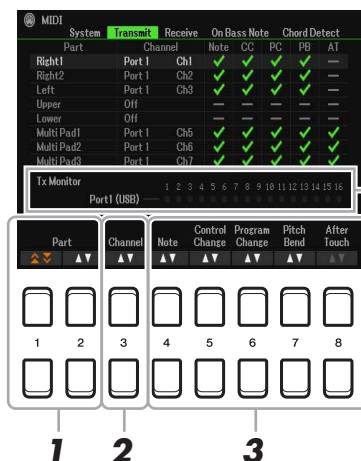 MIDI
System Transmit Receive On Bass Note Chord Detect
Part Channel Note CC PC PB AT
Right1 Port 1 Ch1
Right2 Port 1 Ch2
Left Port 1 Ch3
Upper Off
Lower Off
Multi Pad1 Port 1 Ch5
Multi Pad2 Port 1 Ch6
Multi Pad3 Port 1 Ch7
Tx Monitor
1 2 3 4 5 6 7 8 9 10 11 12 13 14 15 16
Port1 (USB)
Part Channel Note Control Change Program Change Pitch Bend After Touch
1 2 3 4 5 6 7 8
1 2 3